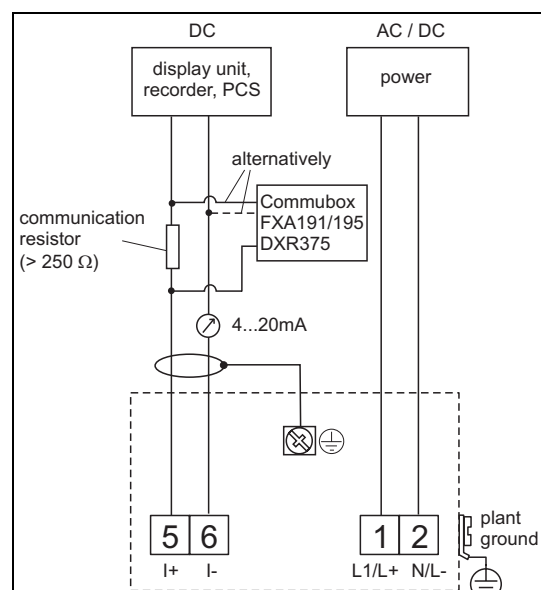 DC
AC / DC
display unit,
recorder, PCS
power
alternatively
Commubox
FXA191/195
DXR375
communication
resistor
(> 250 Ω)
4...20mA
5 6
I+ I-
1 2
L1/L+ N/L-
plant
ground